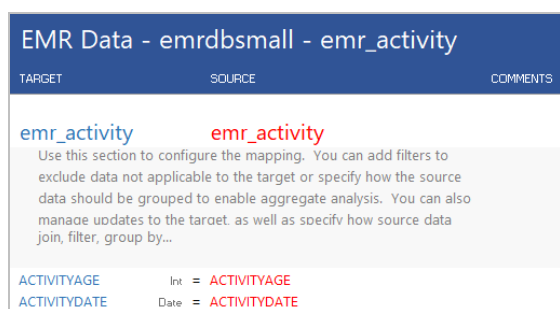 EMR Data - emrdbsmall - emr_activity
TARGET SOURCE COMMENTS
emr_activity emr_activity
Use this section to configure the mapping. You can add filters to
exclude data not applicable to the target or specify how the source
data should be grouped to enable aggregate analysis. You can also
manage updates to the target, as well as specify how source data
join, filter, group by...
ACTIVITYAGE Int = ACTIVITYAGE
ACTIVITYDATE Date = ACTIVITYDATE